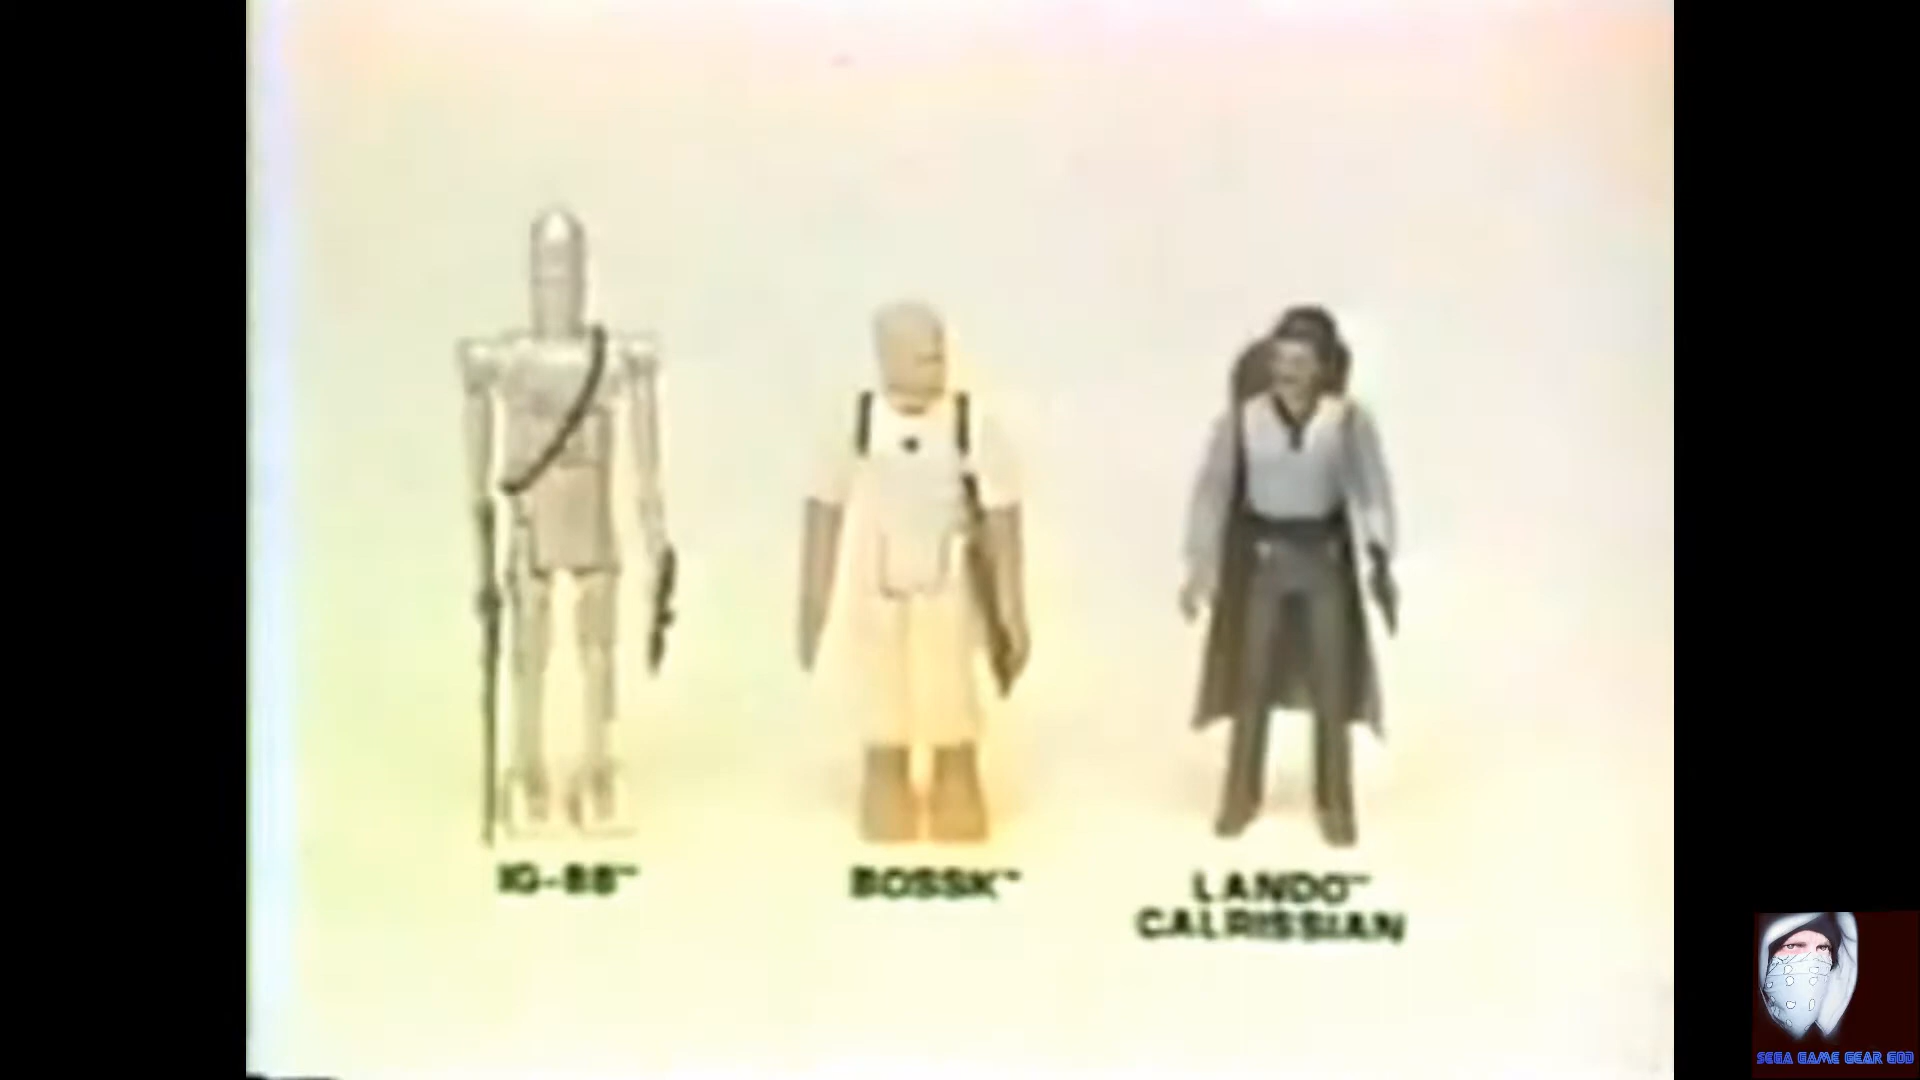 IG-88™
BOSSK™
LANDO™
CALRISSIAN
SEGA GAME GEAR GOD